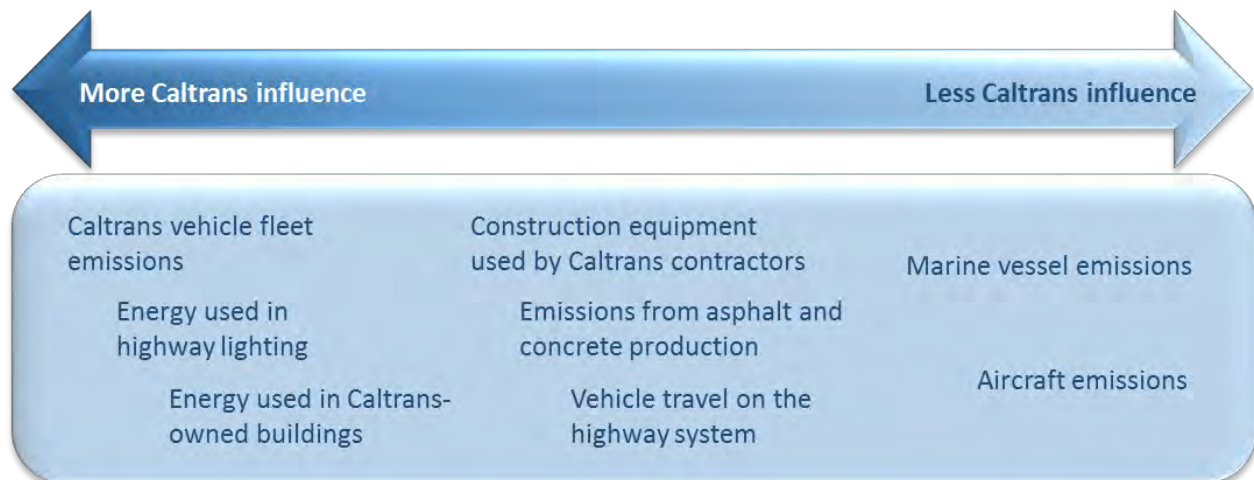 More Caltrans influence
Less Caltrans influence
Caltrans vehicle fleet
emissions
Energy used in
highway lighting
Energy used in Caltrans-
owned buildings
Construction equipment
used by Caltrans contractors
Emissions from asphalt and
concrete production
Vehicle travel on the
highway system
Marine vessel emissions
Aircraft emissions